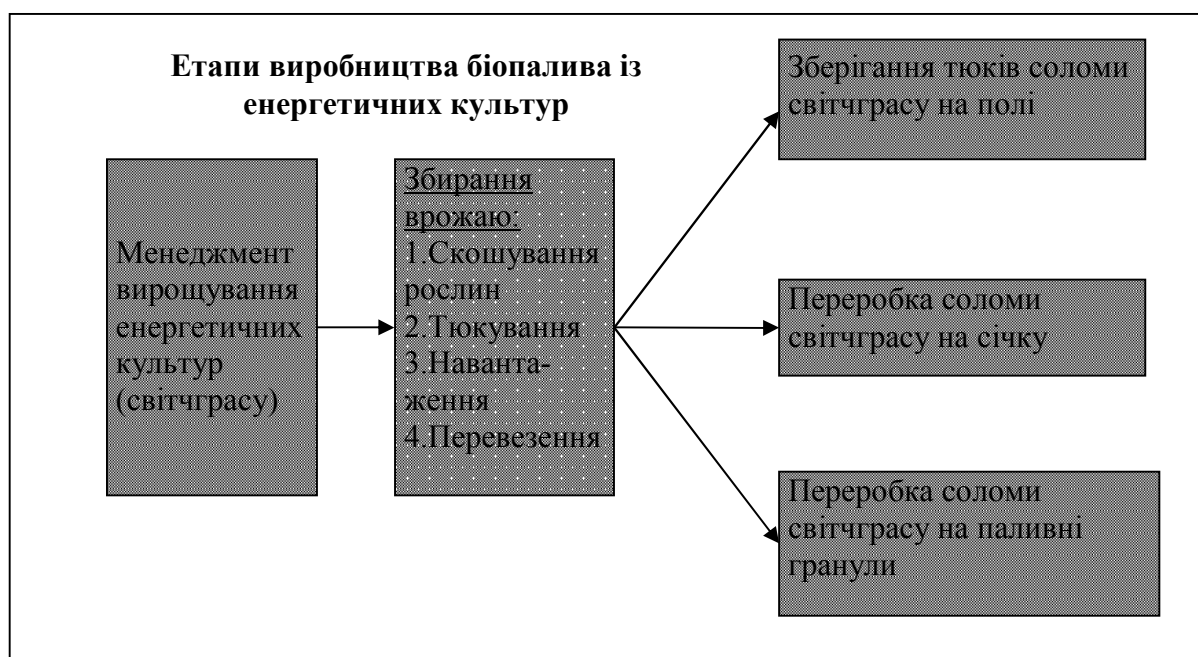 Етапи виробництва біопалива із
енергетичних культур
Менеджмент
вирощування
енергетичних
культур
(світчграсу)
Збирання
врожаю:
1.Скошування
рослин
2.Тюкування
3.Наванта-
ження
4.Перевезення
Зберігання тюків соломи
світчграсу на полі
Переробка соломи
світчграсу на січку
Переробка соломи
світчграсу на паливні
гранули